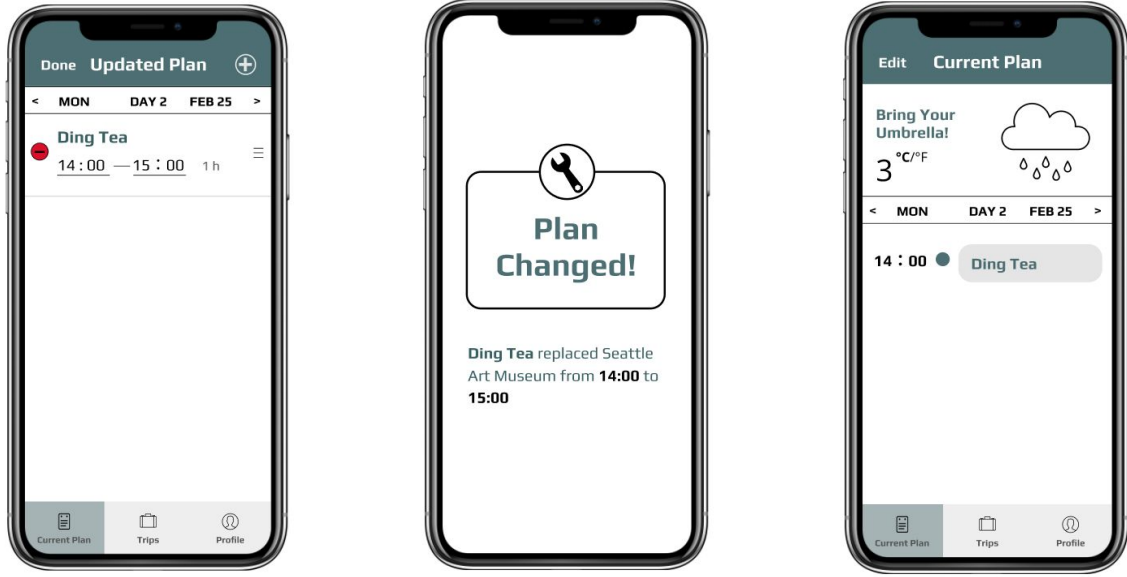 Done Updated Plan
< MON DAY 2 FEB 25 >
Ding Tea
14 : 00 — 15 : 00 1 h
Current Plan Trips Profile
Plan
Changed!
Ding Tea replaced Seattle
Art Museum from 14:00 to
15:00
Edit Current Plan
Bring Your
Umbrella!
3 °C/°F
< MON DAY 2 FEB 25 >
14 : 00 Ding Tea
Current Plan Trips Profile